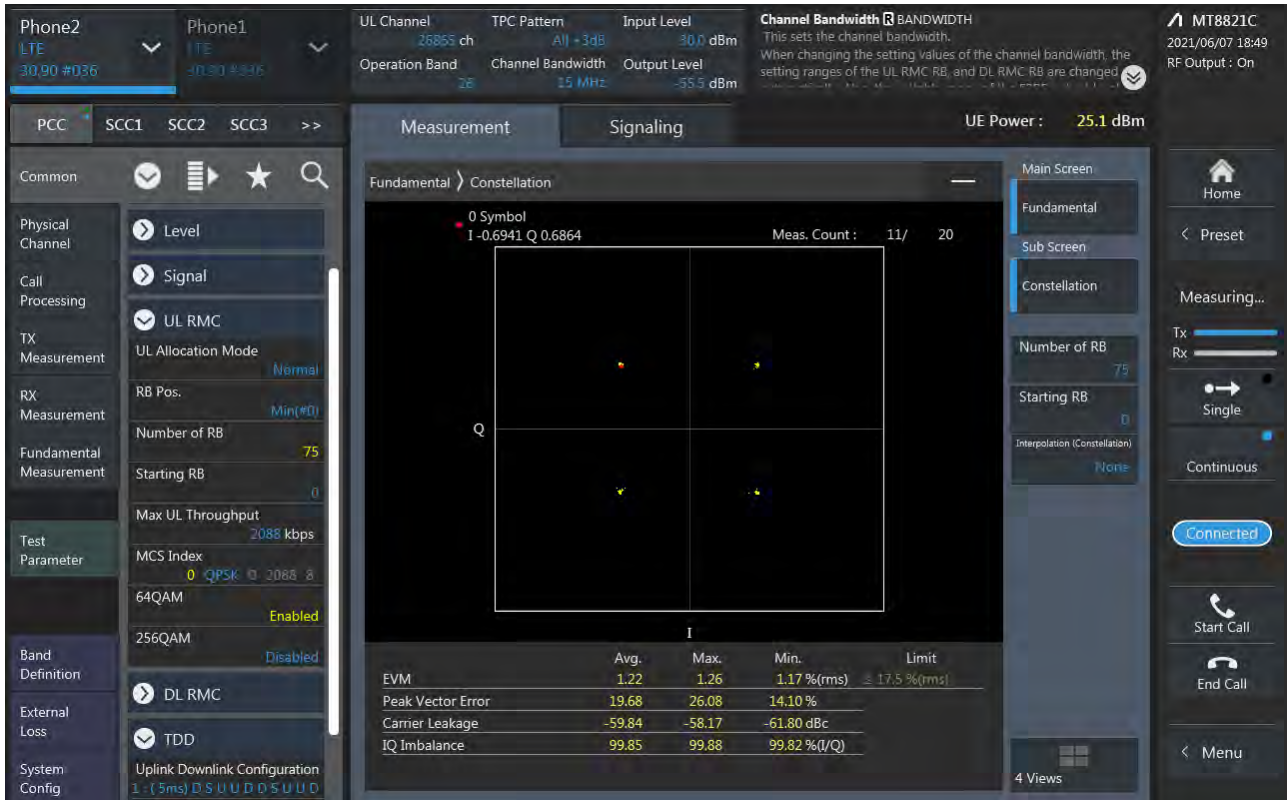 Phone2
LTE
30.90 #036
Phone1
LTE
UL Channel
26855 ch
Operation Band
26
TPC Pattern
All +3dB
Channel Bandwidth
15 MHz
Input Level
30.0 dBm
Output Level
-55.5 dBm
Channel Bandwidth R BANDWIDTH
This sets the channel bandwidth.
When changing the setting values of the channel bandwidth, the
setting ranges of the UL RMC RB, and DL RMC RB are changed
MT8821C
2021/06/07 18:49
RF Output : On
PCC SCC1 SCC2 SCC3 >>
Measurement Signaling
UE Power : 25.1 dBm
Common
Physical
Channel
Call
Processing
TX
Measurement
RX
Measurement
Fundamental
Measurement
Test
Parameter
Band
Definition
External
Loss
System
Config
Level
Signal
UL RMC
UL Allocation Mode
Normal
RB Pos.
Min(#0)
Number of RB
75
Starting RB
0
Max UL Throughput
2088 kbps
MCS Index
0 QPSK 0 2088 8
64QAM
Enabled
256QAM
Disabled
DL RMC
TDD
Uplink Downlink Configuration
1 : ( 5ms) D S U U D D S U U D
Fundamental Constellation
0 Symbol
I -0.6941 Q 0.6864
Meas. Count : 11/ 20
Q
I
Avg. Max. Min. Limit
EVM 1.22 1.26 1.17 %(rms) ≤ 17.5 %(rms)
Peak Vector Error 19.68 26.08 14.10 %
Carrier Leakage -59.84 -58.17 -61.80 dBc
IQ Imbalance 99.85 99.88 99.82 %(I/Q)
Main Screen
Fundamental
Sub Screen
Constellation
Number of RB
75
Starting RB
0
Interpolation (Constellation)
None
4 Views
Home
< Preset
Measuring...
Tx
Rx
Single
Continuous
Connected
Start Call
End Call
< Menu